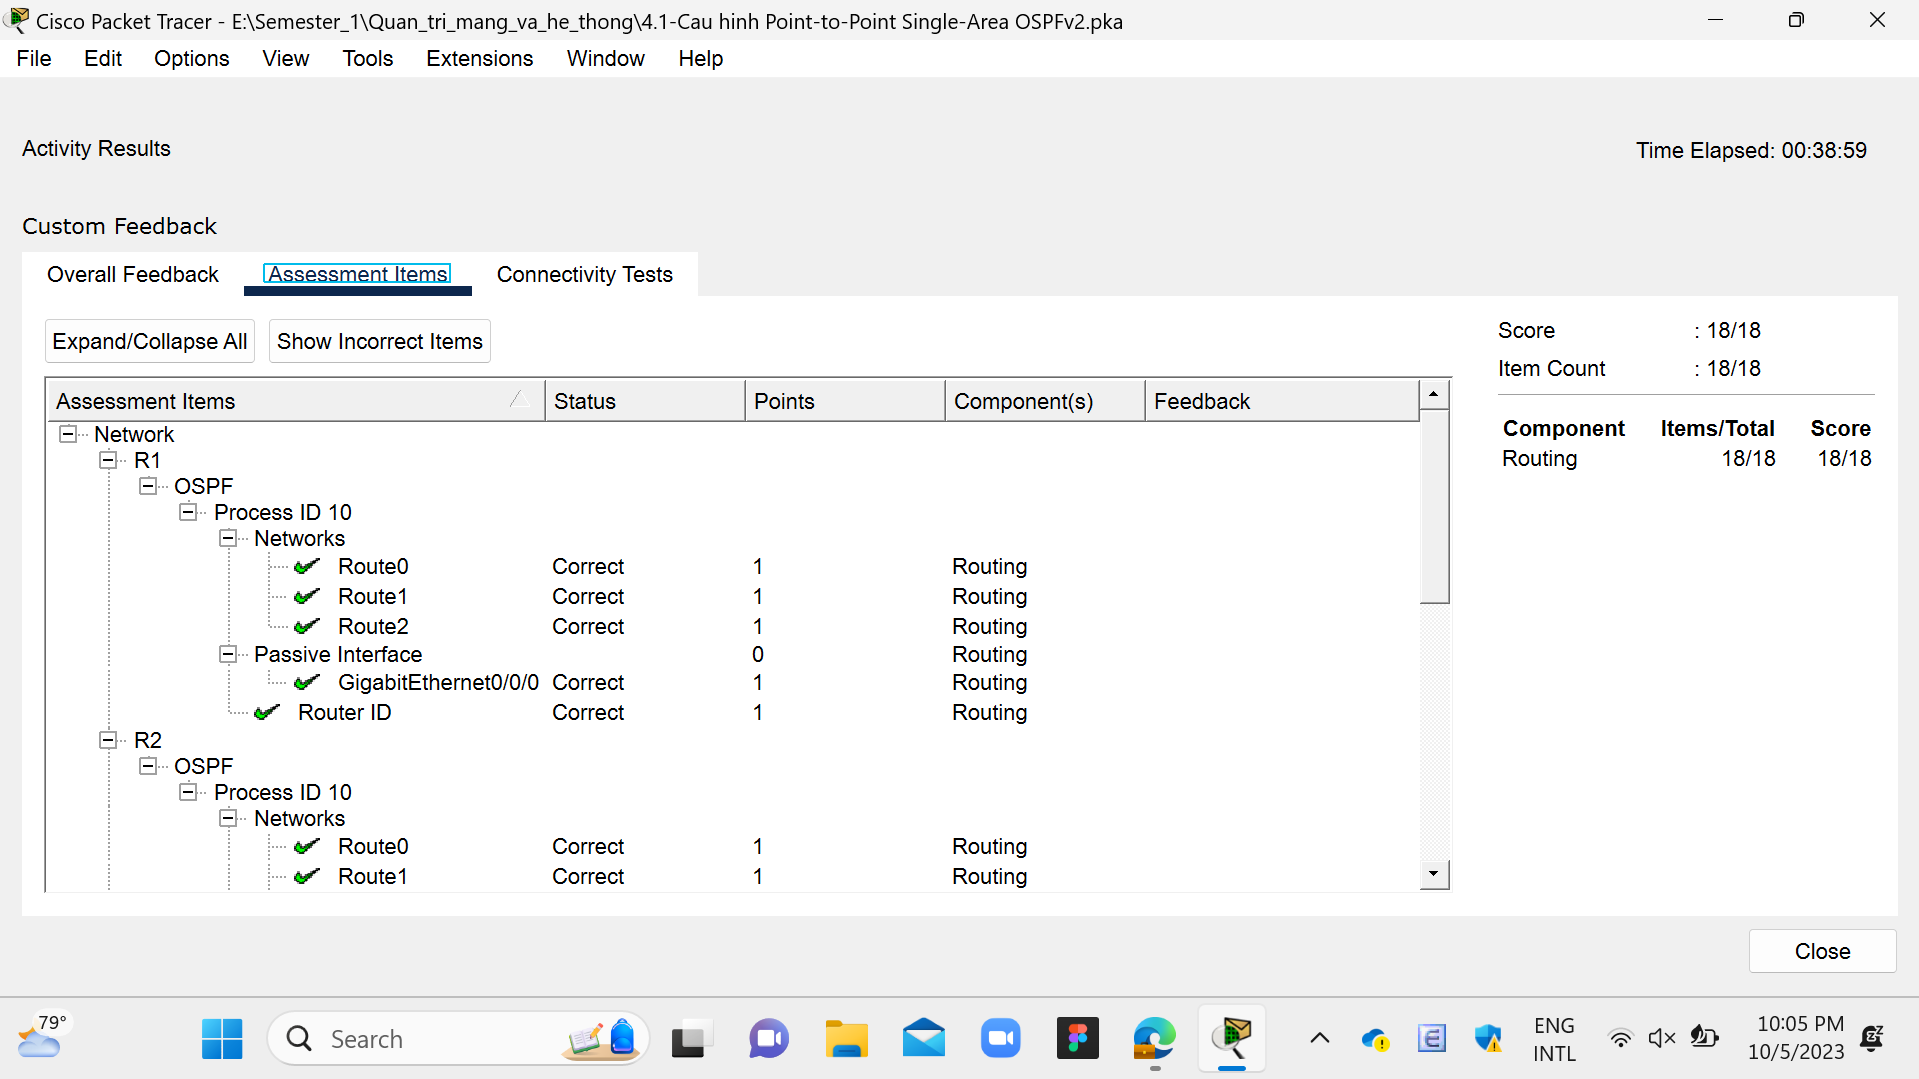 Cisco Packet Tracer - E:\Semester_1\Quan_tri_mang_va_he_thong\4.1-Cau hinh Point-to-Point Single-Area OSPFv2.pka
File Edit Options View Tools Extensions Window Help
Activity Results
Time Elapsed: 00:38:59
Custom Feedback
Overall Feedback Assessment Items Connectivity Tests
Expand/Collapse All Show Incorrect Items
Assessment Items Status Points Component(s) Feedback
Network
R1
OSPF
Process ID 10
Networks
Route0 Correct 1 Routing
Route1 Correct 1 Routing
Route2 Correct 1 Routing
Passive Interface 0 Routing
GigabitEthernet0/0/0 Correct 1 Routing
Router ID Correct 1 Routing
R2
OSPF
Process ID 10
Networks
Route0 Correct 1 Routing
Route1 Correct 1 Routing
Score : 18/18
Item Count : 18/18
Component Items/Total Score
Routing 18/18 18/18
Close
79°
Search
ENG
INTL
10:05 PM
10/5/2023